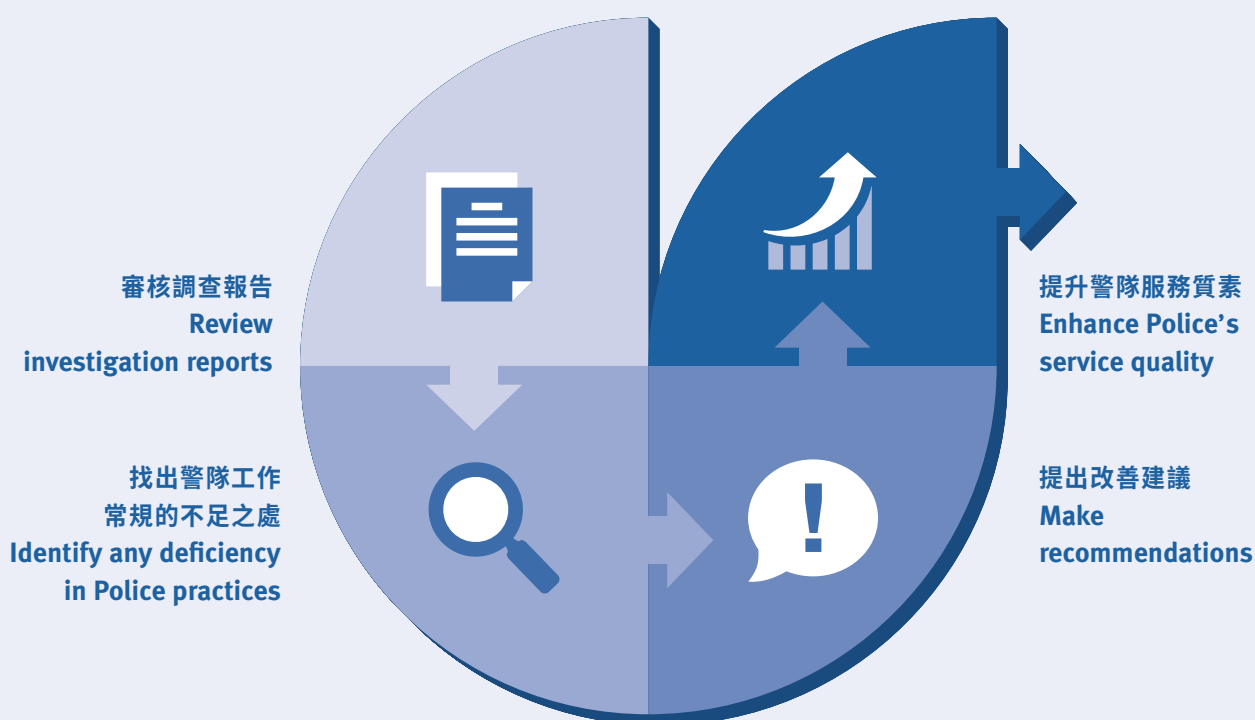 審核調查報告
Review
investigation reports
找出警隊工作
常規的不足之處
Identify any deficiency
in Police practices
提出改善建議
Make
recommendations
提升警隊服務質素
Enhance Police’s
service quality